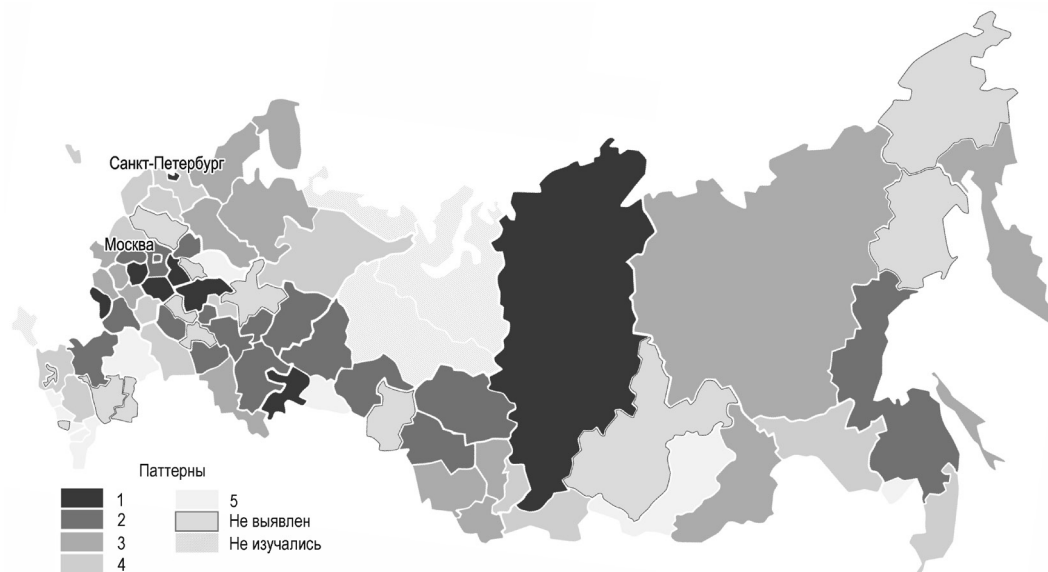 Санкт-Петербург
Москва
Паттерны
1
2
3
4
5
Не выявлен
Не изучались